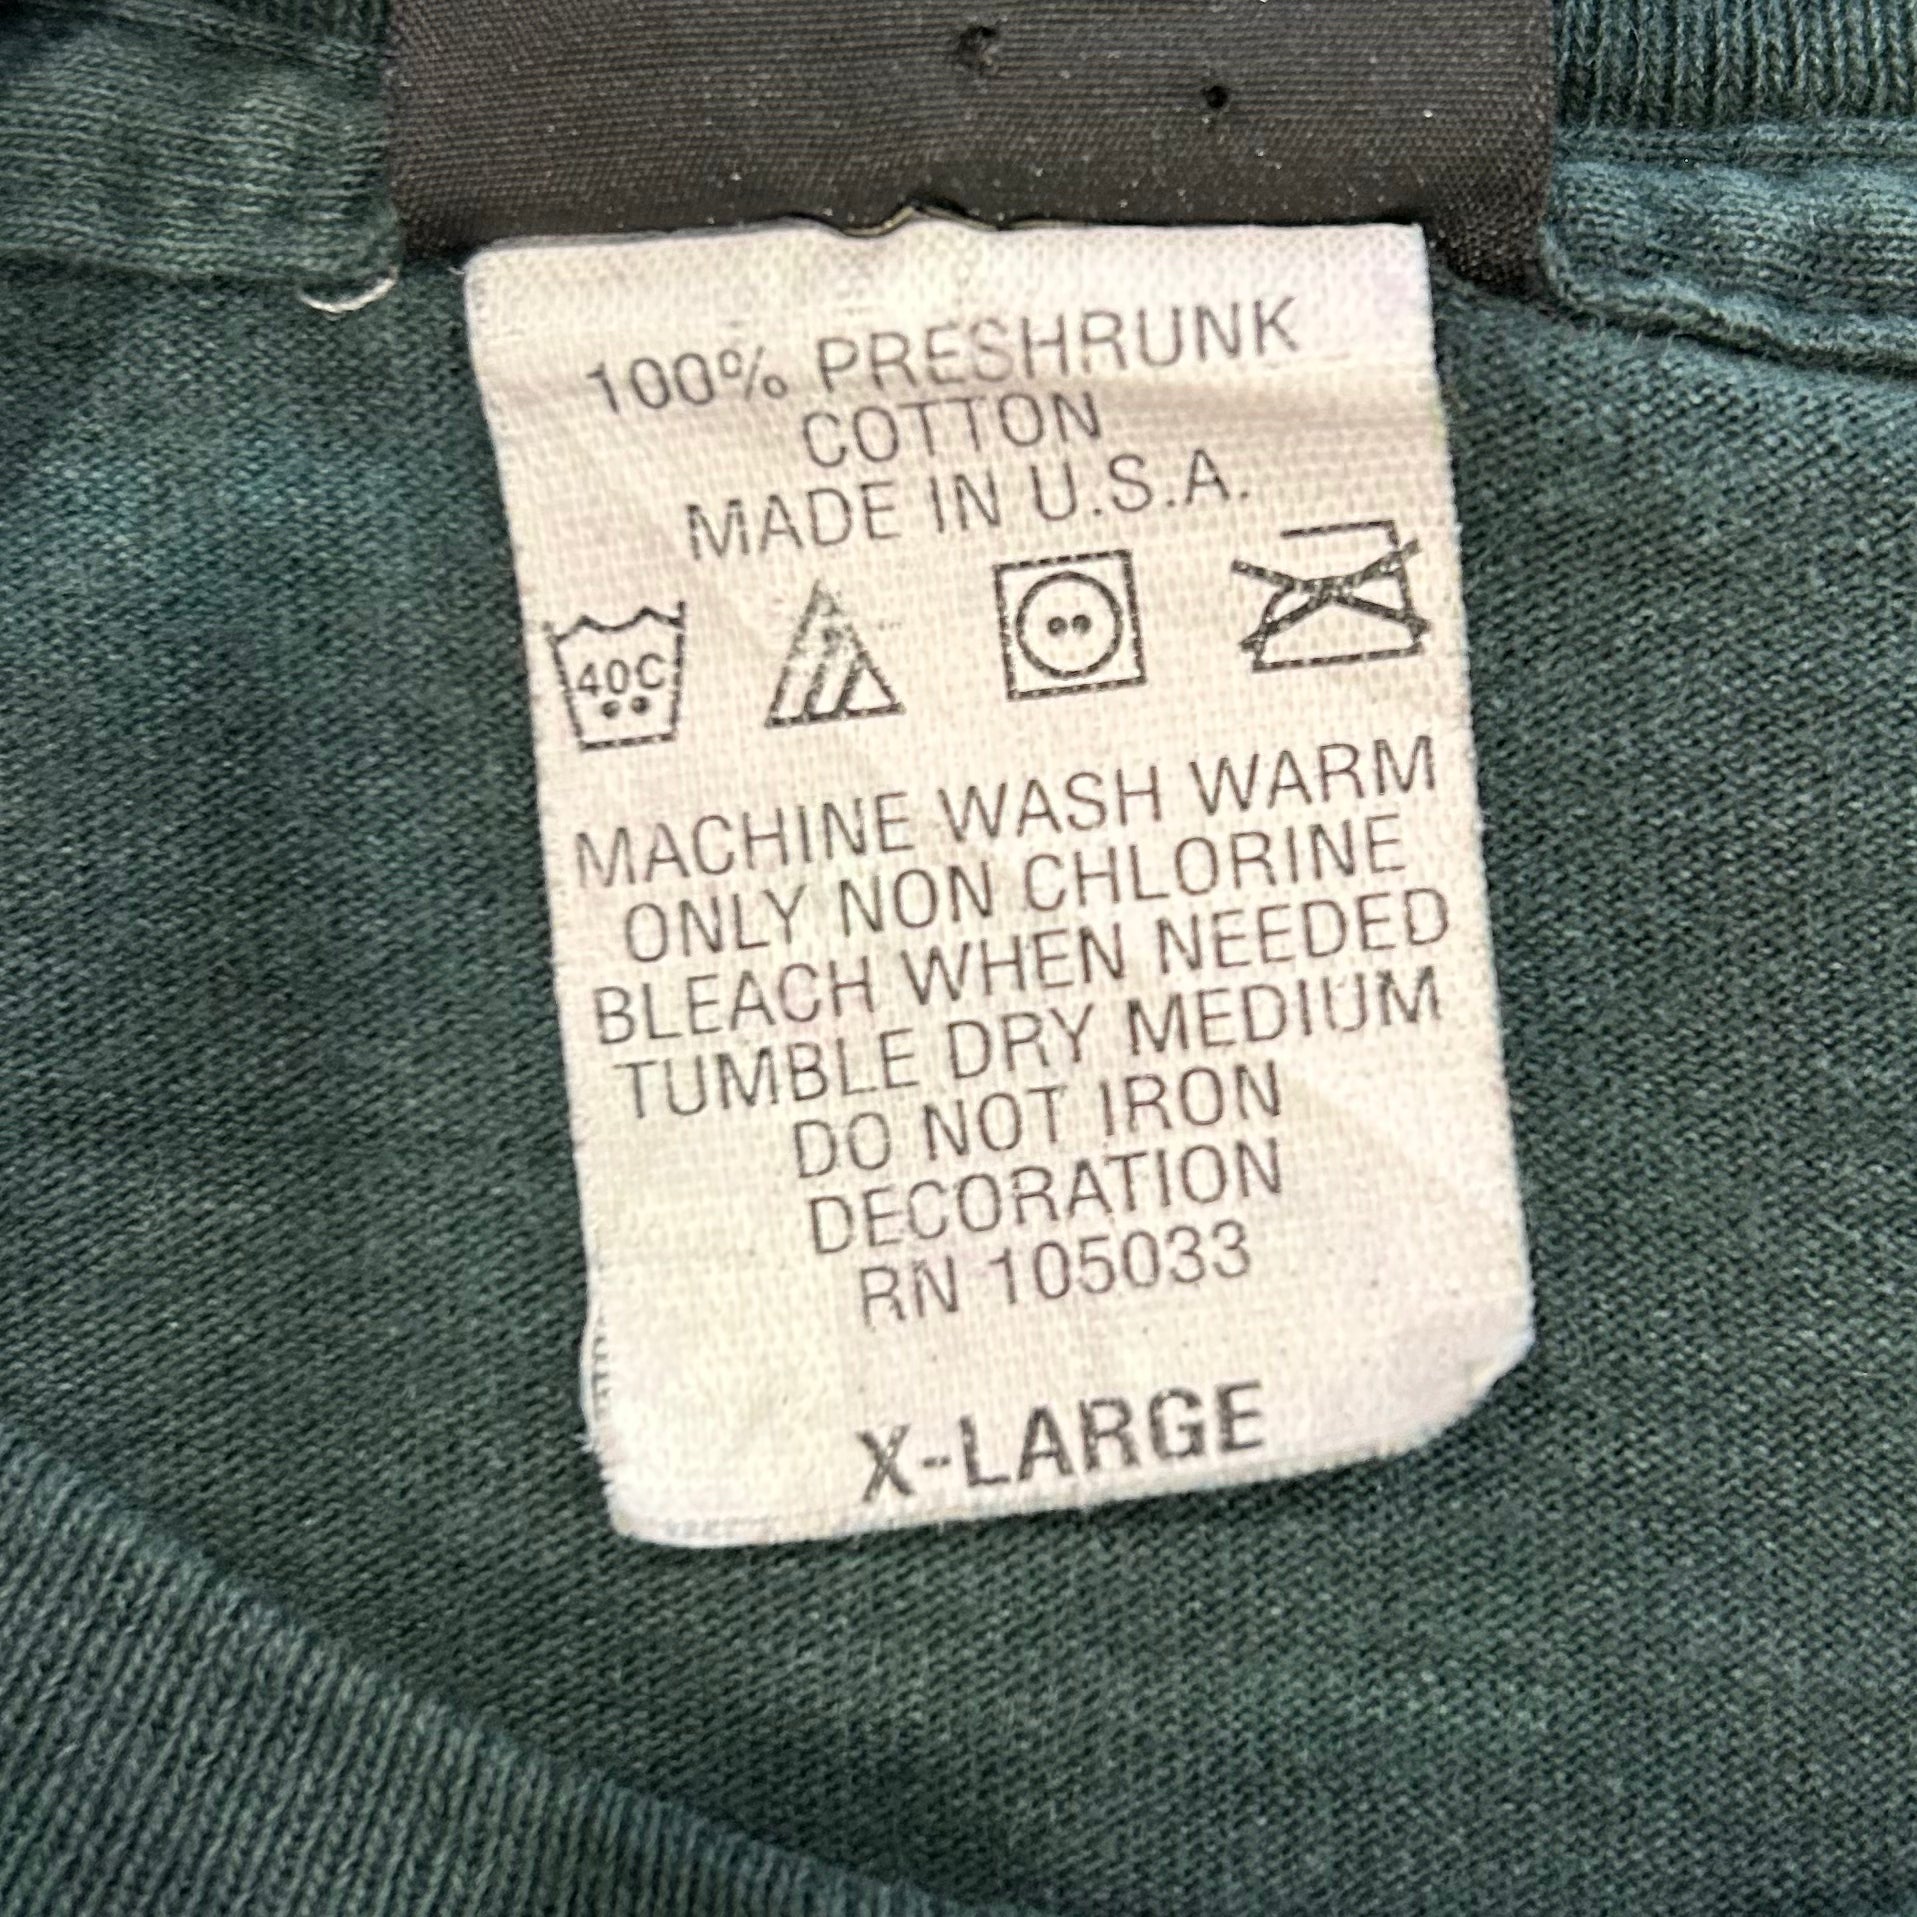 100% PRESHRUNK
COTTON
MADE IN U.S.A.
40C
MACHINE WASH WARM
ONLY NON CHLORINE
BLEACH WHEN NEEDED
TUMBLE DRY MEDIUM
DO NOT IRON
DECORATION
RN 105033
X-LARGE